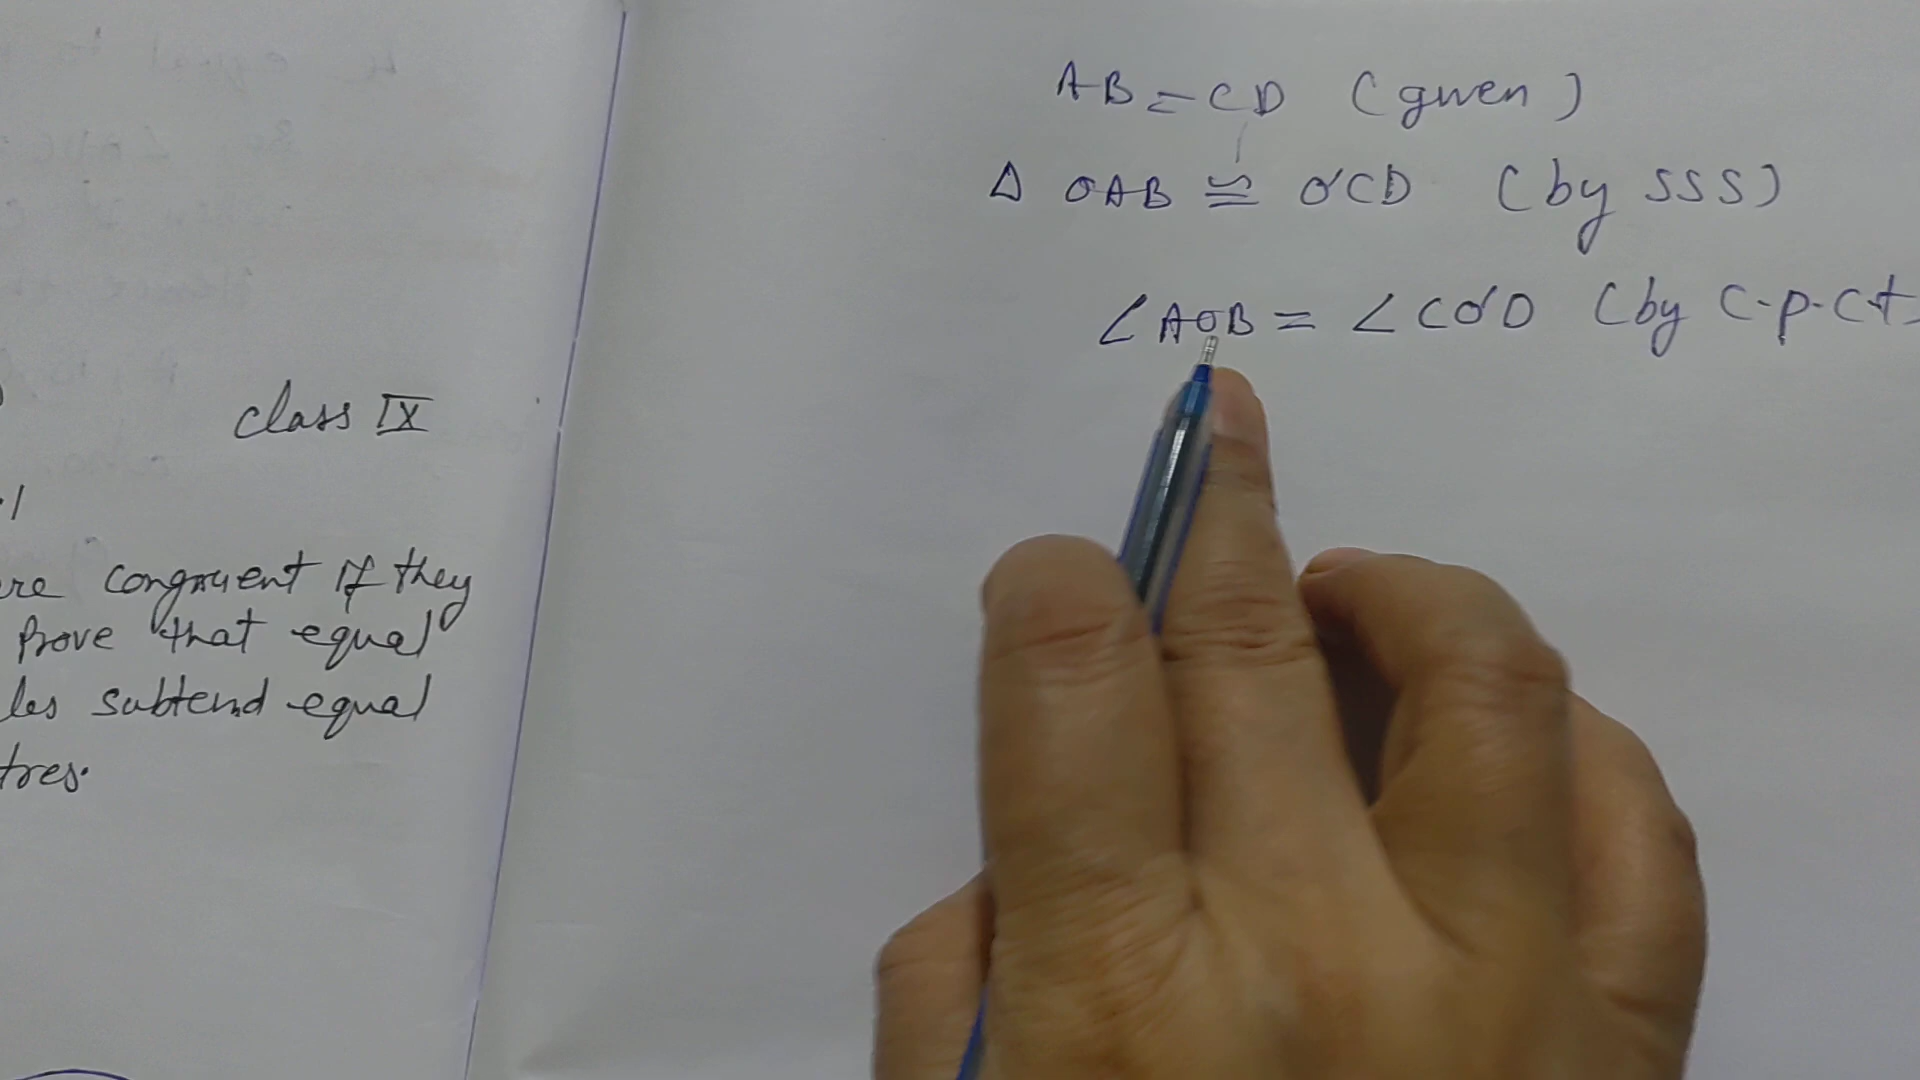 class IX
.1
re congruent if they
Prove that equal
les subtend equal
tres.
AB = CD (given)
Δ OAB ≅ O'CD (by SSS)
∠AOB = ∠CO'D (by C.P.C.t